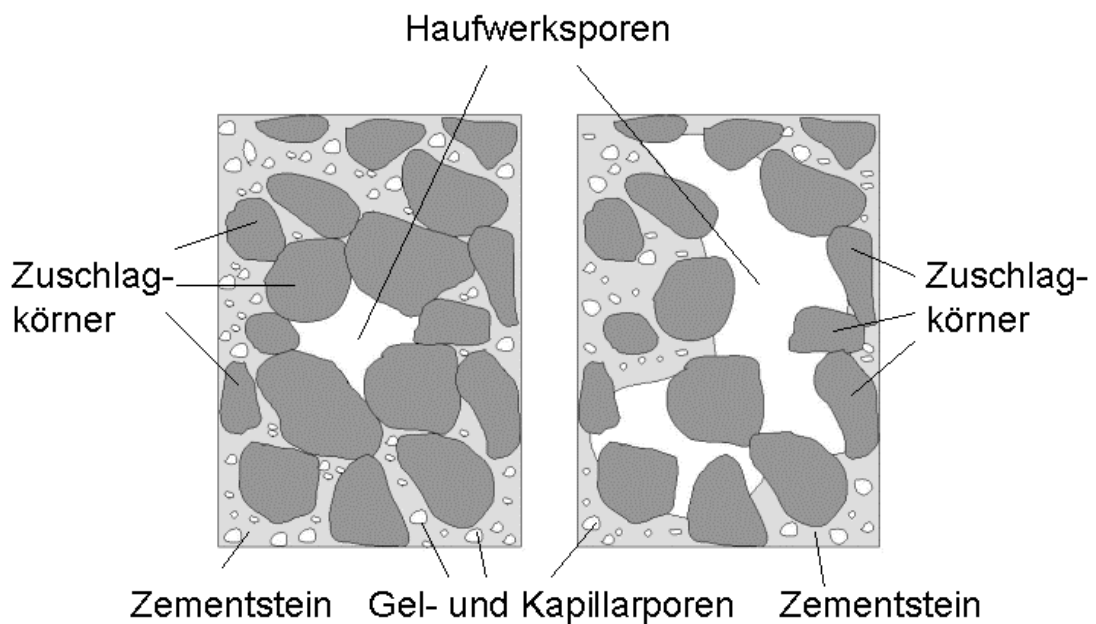 Haufwerksporen
Zuschlag-
körner
Zuschlag-
körner
Zementstein
Gel- und Kapillarporen
Zementstein